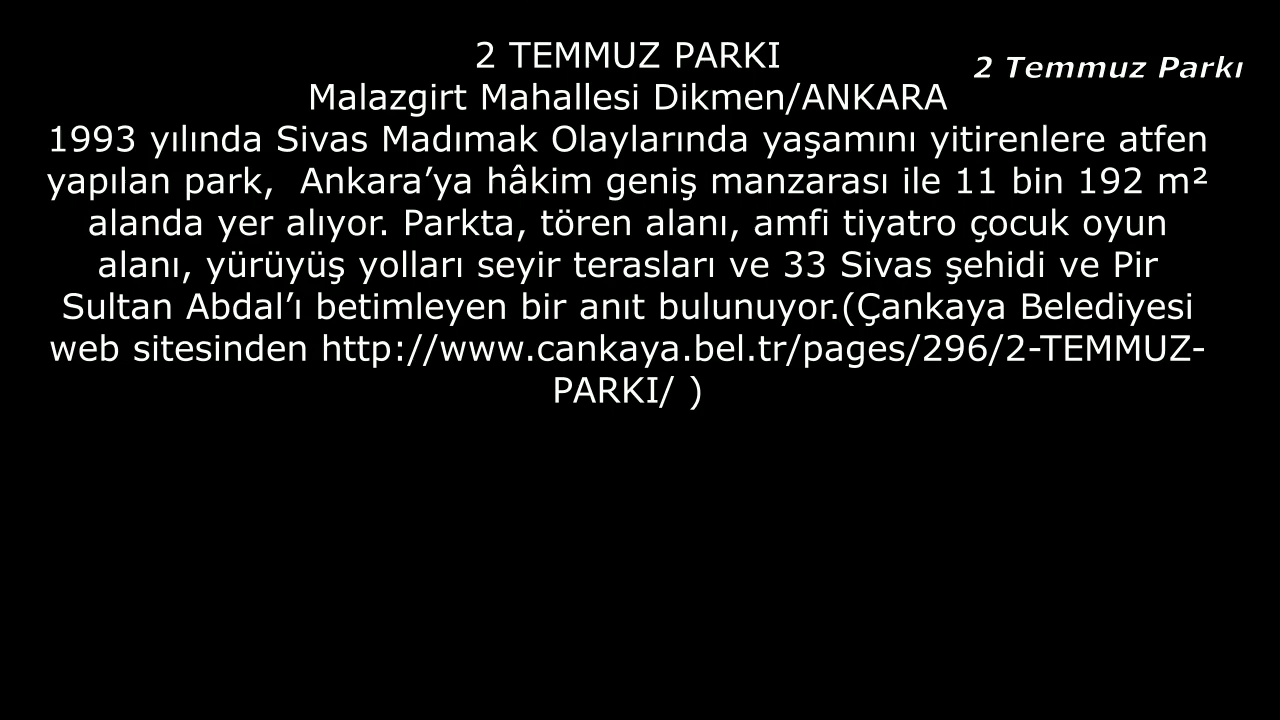 2 TEMMUZ PARKI
2 Temmuz Parkı
Malazgirt Mahallesi Dikmen/ANKARA
1993 yılında Sivas Madımak Olaylarında yaşamını yitirenlere atfen
yapılan park,  Ankara’ya hâkim geniş manzarası ile 11 bin 192 m²
alanda yer alıyor. Parkta, tören alanı, amfi tiyatro çocuk oyun
alanı, yürüyüş yolları seyir terasları ve 33 Sivas şehidi ve Pir
Sultan Abdal’ı betimleyen bir anıt bulunuyor.(Çankaya Belediyesi
web sitesinden http://www.cankaya.bel.tr/pages/296/2-TEMMUZ-
PARKI/ )